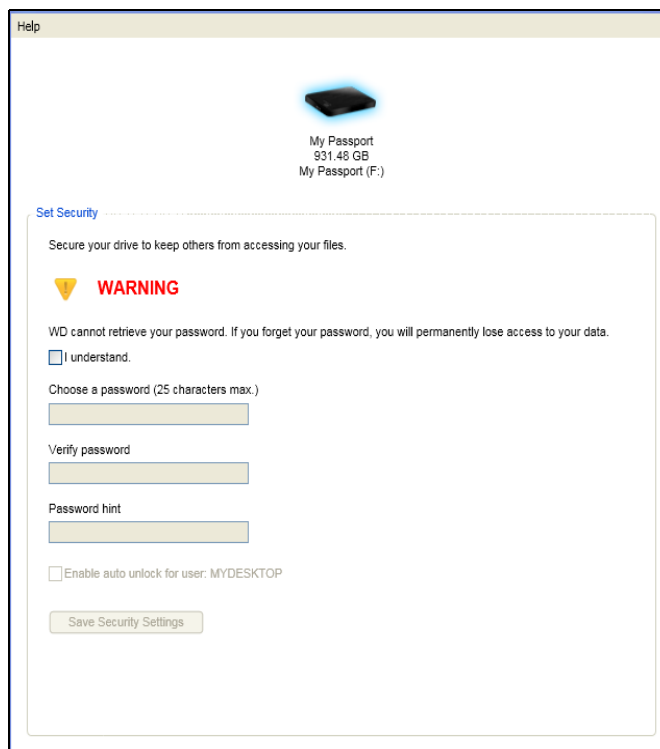 Help
My Passport
931.48 GB
My Passport (F:)
Set Security
Secure your drive to keep others from accessing your files.
WARNING
WD cannot retrieve your password. If you forget your password, you will permanently lose access to your data.
I understand.
Choose a password (25 characters max.)
Verify password
Password hint
Enable auto unlock for user: MYDESKTOP
Save Security Settings